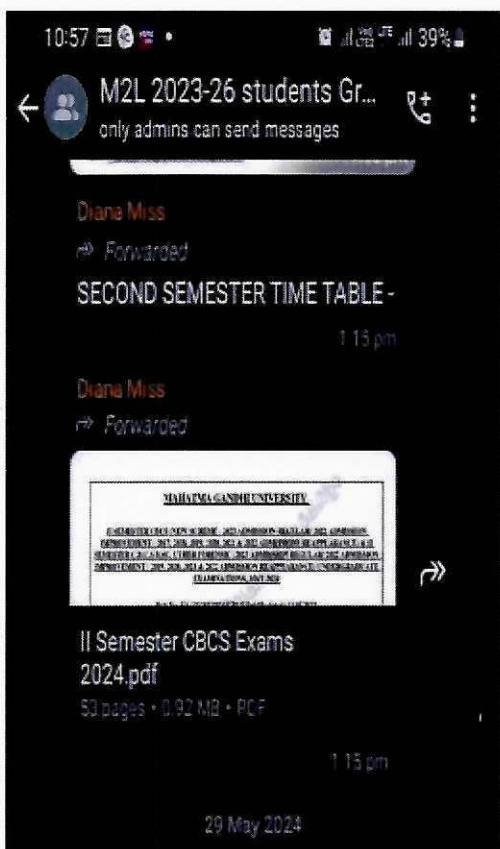 10:57
39%
M2L 2023-26 students Gr...
only admins can send messages
Diana Miss
Forwarded
SECOND SEMESTER TIME TABLE -
1:15 pm
Diana Miss
Forwarded
MAHATMA GANDHI UNIVERSITY
II Semester CBCS Exams
2024.pdf
53 pages • 0.92 MB • PDF
1:15 pm
29 May 2024